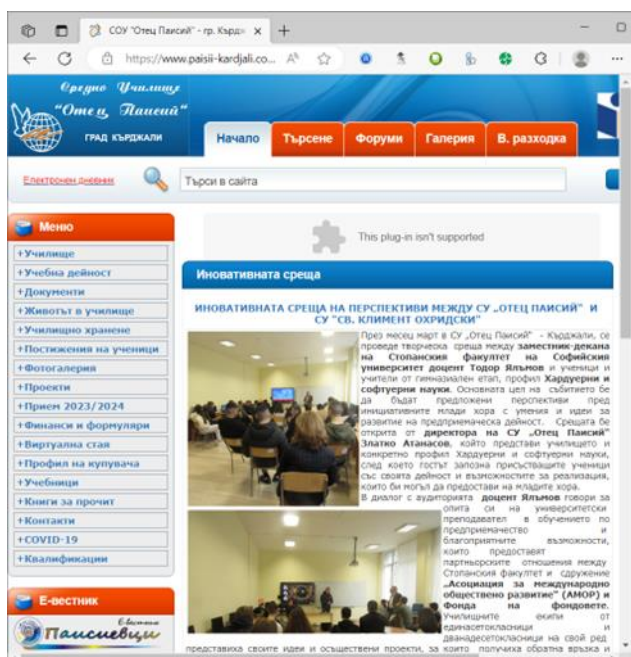 СОУ "Отец Паисий" - гр. Кърдж
https://www.paisii-kardjali.co...
Средно Училище
"Отец Паисий"
ГРАД КЪРДЖАЛИ
Начало
Търсене
Форуми
Галерия
В. разходка
Електронен дневник
Търси в сайта
Меню
+Училище
+Учебна дейност
+Документи
+Животът в училище
+Училищно хранене
+Постижения на ученици
+Фотогалерия
+Проекти
+Прием 2023/2024
+Финанси и формуляри
+Виртуална стая
+Профил на купувача
+Учебници
+Книги за прочит
+Контакти
+COVID-19
+Квалификации
Е-вестник
Е-вестник
Паисиевци
This plug-in isn't supported
Иновативната среща
ИНОВАТИВНАТА СРЕЩА НА ПЕРСПЕКТИВИ МЕЖДУ СУ „ОТЕЦ ПАИСИЙ" И
СУ "СВ. КЛИМЕНТ ОХРИДСКИ"
През месец март в СУ „Отец Паисий" - Кърджали, се
проведе творческа среща между заместник-декана
на Стопанския факултет на Софийския
университет доцент Тодор Ялъмов и ученици и
учители от гимназиален етап, профил Хардуерни и
софтуерни науки. Основната цел на събитието бе
да бъдат предложени перспективи пред
инициативните млади хора с умения и идеи за
развитие на предприемаческа дейност. Срещата бе
открита от директора на СУ „Отец Паисий"
Златко Атанасов, който представи училището и
конкретно профил Хардуерни и софтуерни науки,
след което гостът запозна присъстващите ученици
със своята дейност и възможностите за реализация,
които би могъл да предостави на младите хора.
В диалог с аудиторията доцент Ялъмов говори за
опита си на университетски
преподавател в обучението по
предприемачество и
благоприятните възможности,
които предоставят
партньорските отношения между
Стопанския факултет и сдружение
„Асоциация за международно
обществено развитие" (АМОР) и
Фонда на фондовете.
Училищните екипи от
единадесетокласници и
дванадесетокласници на свой ред
представиха своите идеи и осъществени проекти, за които получиха обратна връзка и